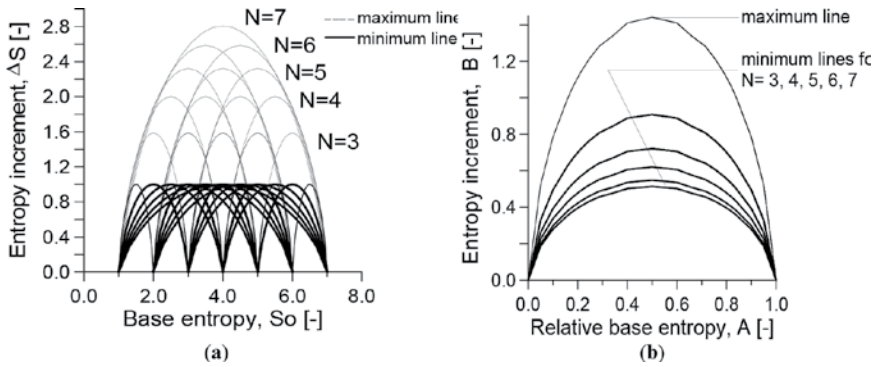 N=7
maximum line
minimum line
N=6
N=5
N=4
N=3
Entropy increment, ΔS [-]
2.8
2.4
2.0
1.6
1.2
0.8
0.4
0.0
0.0 2.0 4.0 6.0 8.0
Base entropy, So [-]
(a)
maximum line
minimum lines fo
N= 3, 4, 5, 6, 7
Entropy increment, B [-]
1.2
0.8
0.4
0.0
0.0 0.2 0.4 0.6 0.8 1.0
Relative base entropy, A [-]
(b)